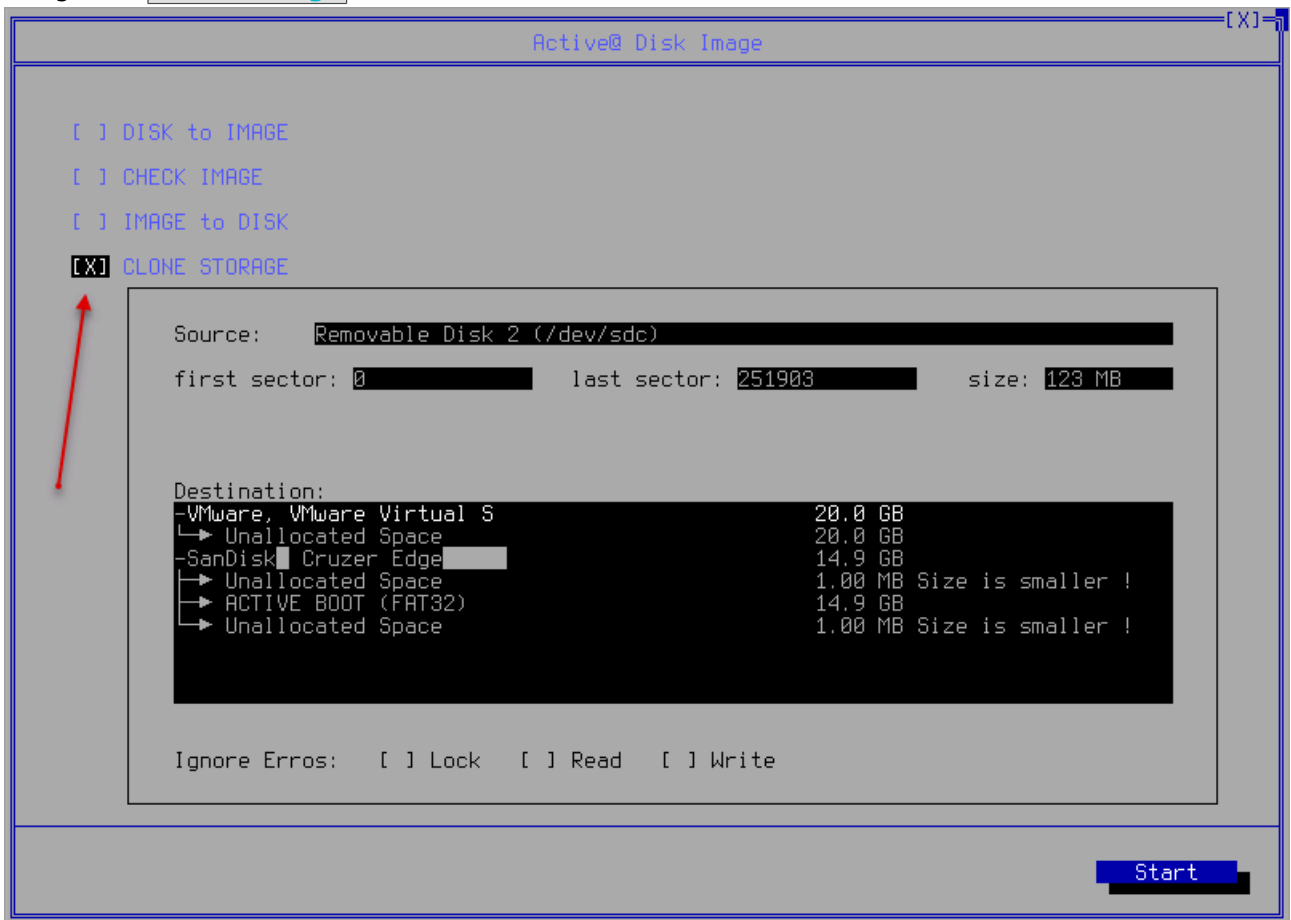 [X]
Active@ Disk Image
[ ] DISK to IMAGE
[ ] CHECK IMAGE
[ ] IMAGE to DISK
[X] CLONE STORAGE
Source: Removable Disk 2 (/dev/sdc)
first sector: 0 last sector: 251903 size: 123 MB
Destination:
-VMware, VMware Virtual S 20.0 GB
└→ Unallocated Space 20.0 GB
-SanDisk Cruzer Edge 14.9 GB
├→ Unallocated Space 1.00 MB Size is smaller !
├→ ACTIVE BOOT (FAT32) 14.9 GB
└→ Unallocated Space 1.00 MB Size is smaller !
Ignore Erros: [ ] Lock [ ] Read [ ] Write
Start